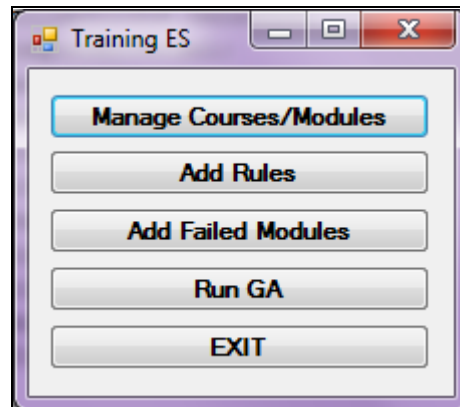 Training ES
Manage Courses/Modules
Add Rules
Add Failed Modules
Run GA
EXIT